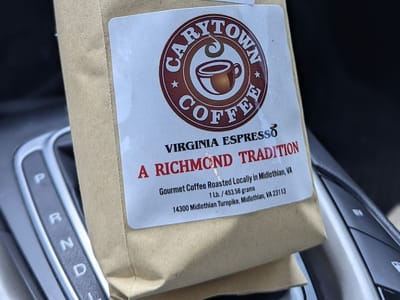 CARYTOWN
COFFEE
VIRGINIA ESPRESSO
A RICHMOND TRADITION
Gourmet Coffee Roasted Locally in Midlothian, VA
1 Lb. / 453.56 grams
14300 Midlothian Turnpike, Midlothian, VA 23113
P
R
N
D
L